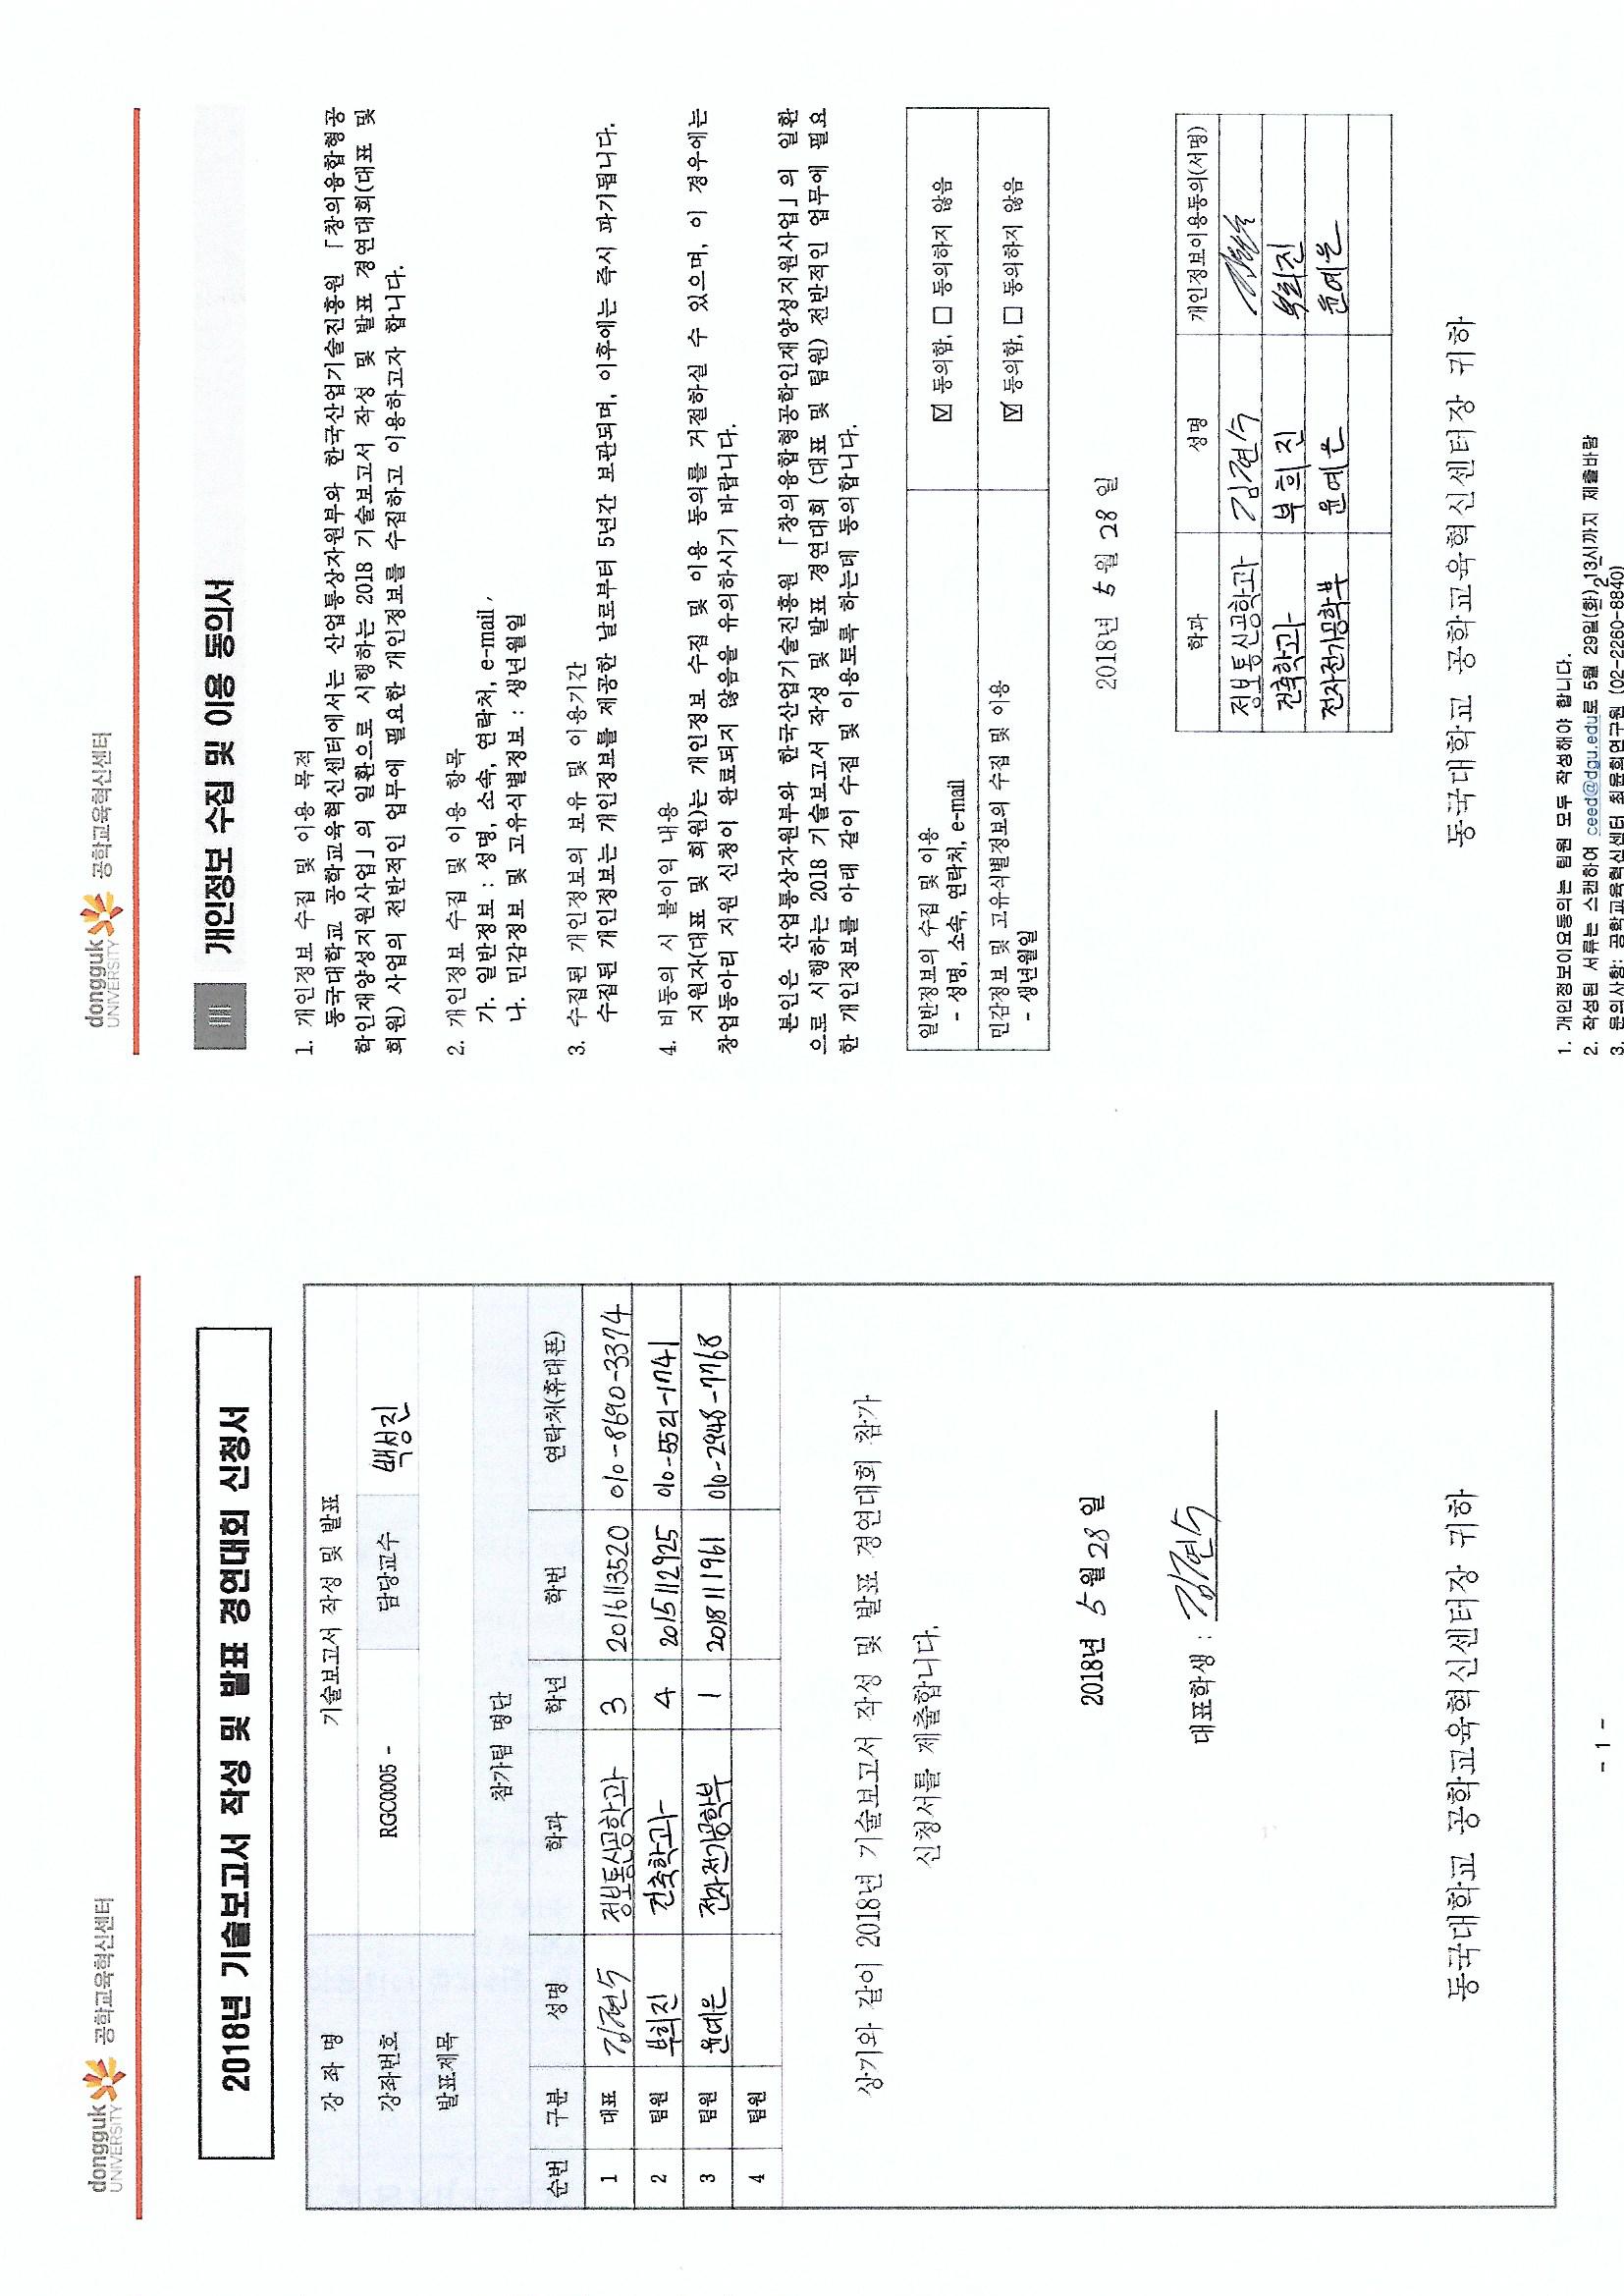 dongguk UNIVERSITY 공학교육혁신센터
2018년 기술보고서 작성 및 발표 경연대회 신청서
강 좌 명 기술보고서 작성 및 발표
강좌번호 RGC0005 - 담당교수 백성진
발표제목
참가팀 명단
순번 구분 성명 학과 학년 학번 연락처(휴대폰)
1 대표 김현수 정보통신공학과 3 2016113520 010-8690-3374
2 팀원 부희진 건축학과 4 2015112925 010-5521-1741
3 팀원 윤예은 전자전기공학부 1 2018111961 010-2948-7768
4 팀원
상기와 같이 2018년 기술보고서 작성 및 발표 경연대회 참가
신청서를 제출합니다.
2018년 5월 28일
대표학생 : 김현수
동국대학교 공학교육혁신센터장 귀하
- 1 -
dongguk UNIVERSITY 공학교육혁신센터
III 개인정보 수집 및 이용 동의서
1. 개인정보 수집 및 이용 목적
동국대학교 공학교육혁신센터에서는 산업통상자원부와 한국산업기술진흥원 「창의융합형공
학인재양성지원사업」의 일환으로 시행하는 2018 기술보고서 작성 및 발표 경연대회(대표 및
회원) 사업의 전반적인 업무에 필요한 개인정보를 수집하고 이용하고자 합니다.
2. 개인정보 수집 및 이용 항목
가. 일반정보 : 성명, 소속, 연락처, e-mail,
나. 민감정보 및 고유식별정보 : 생년월일
3. 수집된 개인정보의 보유 및 이용기간
수집된 개인정보는 개인정보를 제공한 날로부터 5년간 보관되며, 이후에는 즉시 파기됩니다.
4. 비동의 시 불이익 내용
지원자(대표 및 회원)는 개인정보 수집 및 이용 동의를 거절하실 수 있으며, 이 경우에는
창업동아리 지원 신청이 완료되지 않음을 유의하시기 바랍니다.
본인은 산업통상자원부와 한국산업기술진흥원 「창의융합형공학인재양성지원사업」의 일환
으로 시행하는 2018 기술보고서 작성 및 발표 경연대회 (대표 및 팀원) 전반적인 업무에 필요
한 개인정보를 아래 같이 수집 및 이용토록 하는데 동의합니다.
일반정보의 수집 및 이용
- 성명, 소속, 연락처, e-mail
☑ 동의함, □ 동의하지 않음
민감정보 및 고유식별정보의 수집 및 이용
- 생년월일
☑ 동의함, □ 동의하지 않음
2018년 5월 28일
학과 성명 개인정보이용동의(서명)
정보통신공학과 김현수 김현수
건축학과 부희진 부희진
전자전기공학부 윤예은 윤예은
동국대학교 공학교육혁신센터장 귀하
1. 개인정보이요동의는 팀원 모두 작성해야 합니다.
2. 작성된 서류는 스캔하여 ceed@dgu.edu로 5월 29일(화) 13시까지 제출바람
- 2 -
3. 문의사항: 공학교육혁신센터 최윤희연구원 (02-2260-8840)